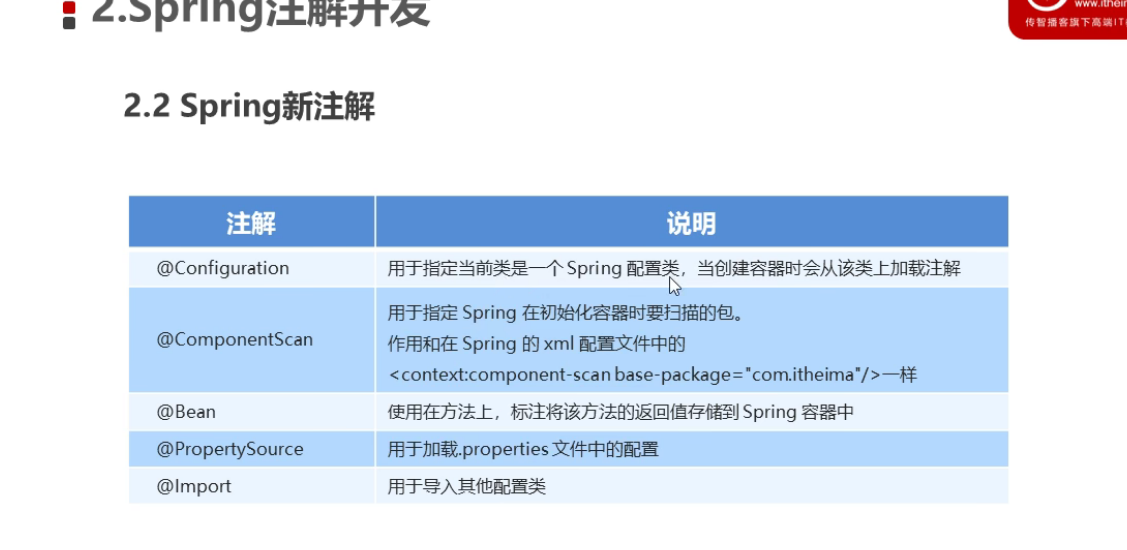 2.Spring注解开发
www.itheim
传智播客旗下高端IT
2.2 Spring新注解
注解 说明
@Configuration 用于指定当前类是一个 Spring 配置类，当创建容器时会从该类上加载注解
@ComponentScan 用于指定 Spring 在初始化容器时要扫描的包。
作用和在 Spring 的 xml 配置文件中的
<context:component-scan base-package="com.itheima"/>一样
@Bean 使用在方法上，标注将该方法的返回值存储到 Spring 容器中
@PropertySource 用于加载.properties 文件中的配置
@Import 用于导入其他配置类